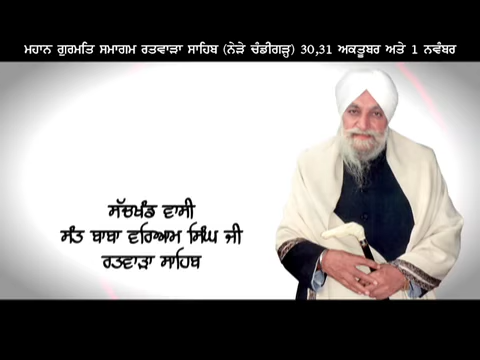 ਮਹਾਨ ਗੁਰਮਤਿ ਸਮਾਗਮ ਰਤਵਾੜਾ ਸਾਹਿਬ (ਨੇੜੇ ਚੰਡੀਗੜ੍ਹ) 30,31 ਅਕਤੂਬਰ ਅਤੇ 1 ਨਵੰਬਰ
ਸੱਚਖੰਡ ਵਾਸੀ
ਸੰਤ ਬਾਬਾ ਵਰਿਆਮ ਸਿੰਘ ਜੀ
ਰਤਵਾੜਾ ਸਾਹਿਬ